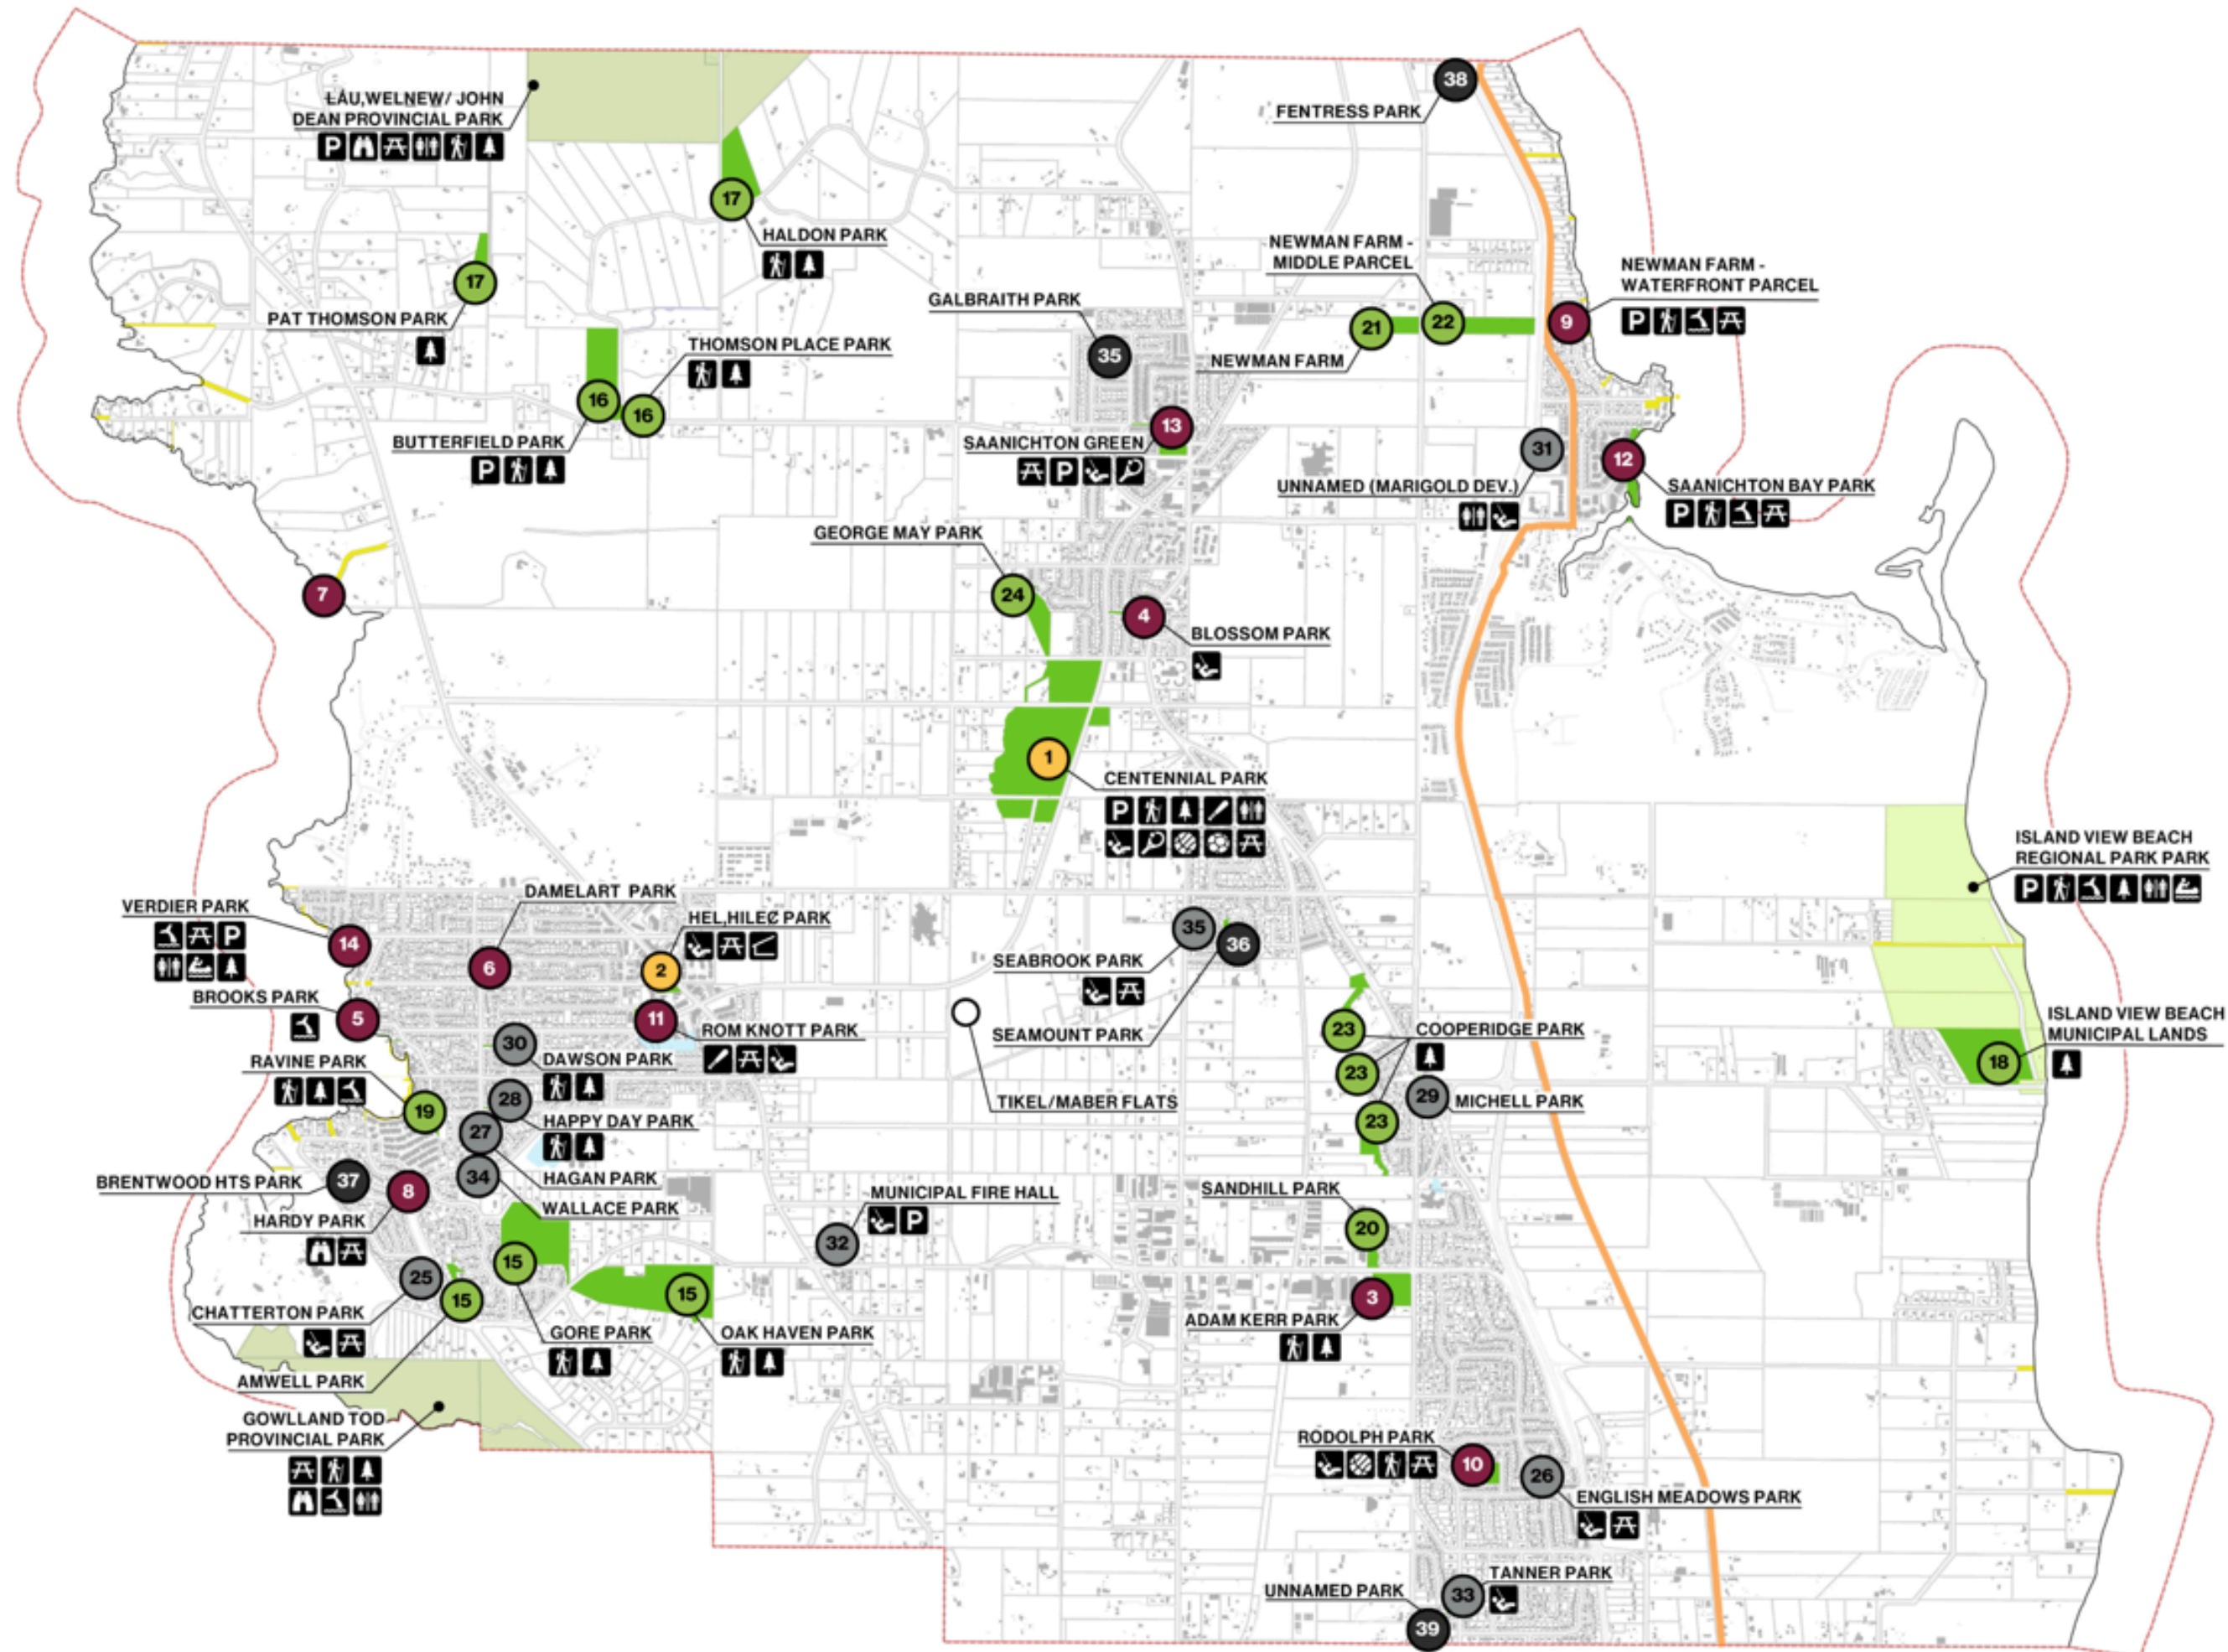 38
LÁU,WELNEW/ JOHN
DEAN PROVINCIAL PARK
P
FENTRESS PARK
17
HALDON PARK
NEWMAN FARM -
MIDDLE PARCEL
NEWMAN FARM -
WATERFRONT PARCEL
P
17
PAT THOMSON PARK
GALBRAITH PARK
35
21
22
9
NEWMAN FARM
THOMSON PLACE PARK
16
16
BUTTERFIELD PARK
P
13
SAANICHTON GREEN
P
31
12
UNNAMED (MARIGOLD DEV.)
SAANICHTON BAY PARK
P
GEORGE MAY PARK
7
24
4
BLOSSOM PARK
1
CENTENNIAL PARK
P
ISLAND VIEW BEACH
REGIONAL PARK PARK
P
DAMELART PARK
VERDIER PARK
P
14
HEL,HILEȻ PARK
6
2
35
36
SEABROOK PARK
BROOKS PARK
5
11
ROM KNOTT PARK
SEAMOUNT PARK
23
COOPERIDGE PARK
ISLAND VIEW BEACH
MUNICIPAL LANDS
18
30
DAWSON PARK
RAVINE PARK
23
TIKEL/MABER FLATS
29
MICHELL PARK
19
28
HAPPY DAY PARK
27
23
HAGAN PARK
BRENTWOOD HTS PARK
37
8
34
WALLACE PARK
MUNICIPAL FIRE HALL
P
32
SANDHILL PARK
20
HARDY PARK
15
25
15
15
CHATTERTON PARK
GORE PARK
OAK HAVEN PARK
3
ADAM KERR PARK
AMWELL PARK
GOWLLAND TOD
PROVINCIAL PARK
RODOLPH PARK
10
26
ENGLISH MEADOWS PARK
TANNER PARK
UNNAMED PARK
33
39